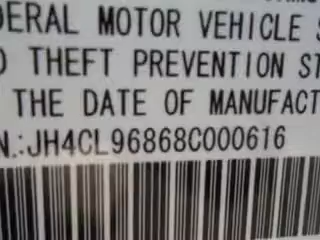 DERAL MOTOR VEHICLE S
THEFT PREVENTION ST
THE DATE OF MANUFACT
N.:JH4CL96868C000616